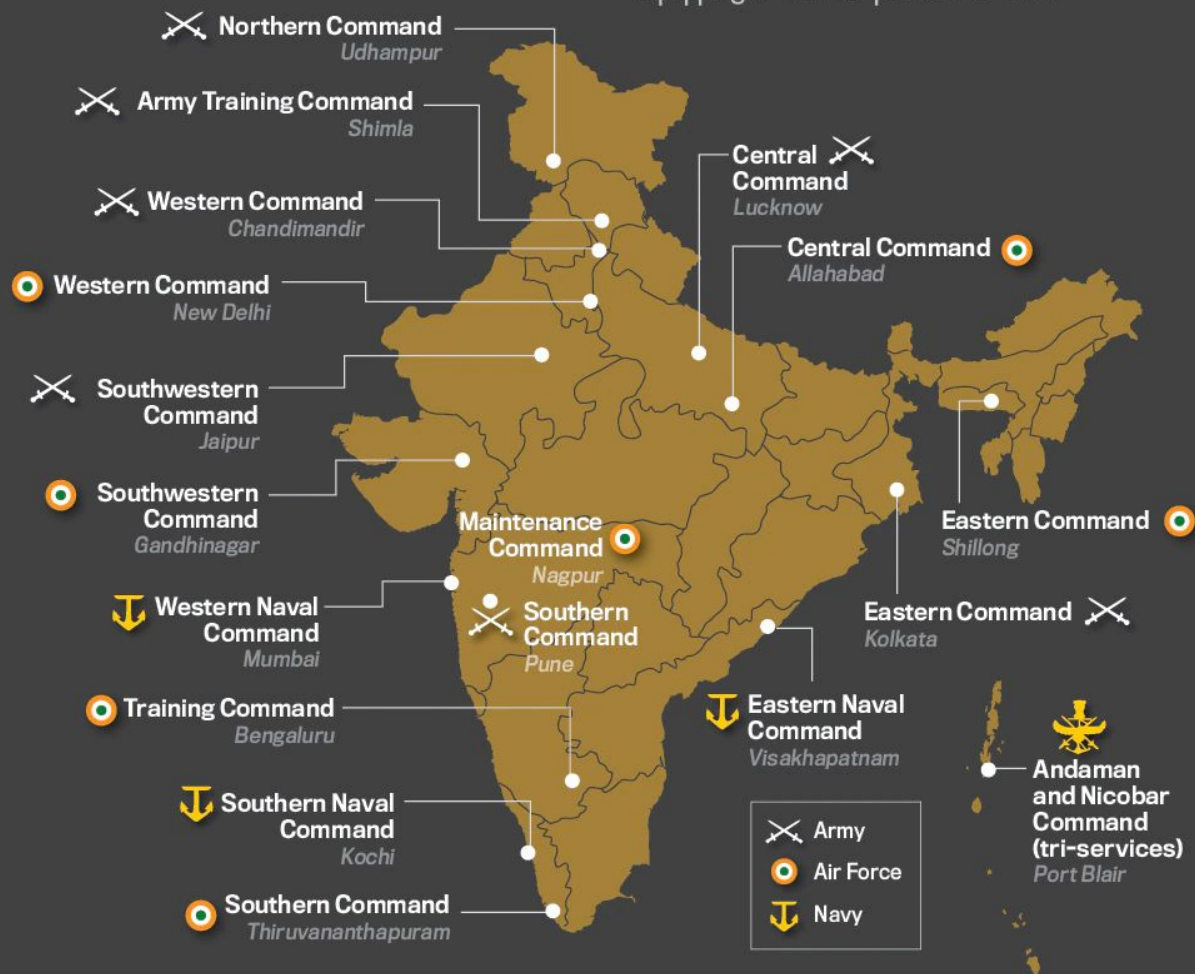 Northern Command
Udhampur
Army Training Command
Shimla
Western Command
Chandimandir
Western Command
New Delhi
Southwestern
Command
Jaipur
Southwestern
Command
Gandhinagar
Western Naval
Command
Mumbai
Training Command
Bengaluru
Southern Naval
Command
Kochi
Southern Command
Thiruvananthapuram
Maintenance
Command
Nagpur
Southern
Command
Pune
Central
Command
Lucknow
Central Command
Allahabad
Eastern Command
Shillong
Eastern Command
Kolkata
Eastern Naval
Command
Visakhapatnam
Andaman
and Nicobar
Command
(tri-services)
Port Blair
Army
Air Force
Navy